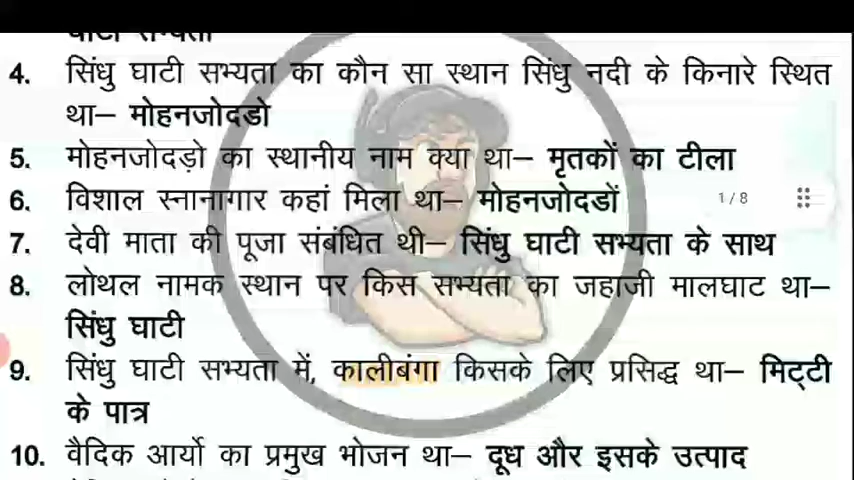 घाटी सभ्यता
4. सिंधु घाटी सभ्यता का कौन सा स्थान सिंधु नदी के किनारे स्थित
था– मोहनजोदडो
5. मोहनजोदड़ो का स्थानीय नाम क्या था– मृतकों का टीला
6. विशाल स्नानागार कहां मिला था– मोहनजोदडों
1 / 8
7. देवी माता की पूजा संबंधित थी– सिंधु घाटी सभ्यता के साथ
8. लोथल नामक स्थान पर किस सभ्यता का जहाजी मालघाट था–
सिंधु घाटी
9. सिंधु घाटी सभ्यता में, कालीबंगा किसके लिए प्रसिद्ध था– मिट्टी
के पात्र
10. वैदिक आर्यो का प्रमुख भोजन था– दूध और इसके उत्पाद